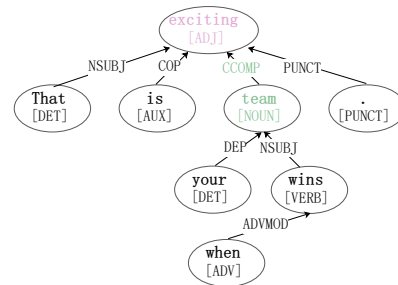 exciting
[ADJ]
NSUBJ COP CCOMP PUNCT
That is team .
[DET] [AUX] [NOUN] [PUNCT]
DEP NSUBJ
your wins
[DET] [VERB]
ADVMOD
when
[ADV]